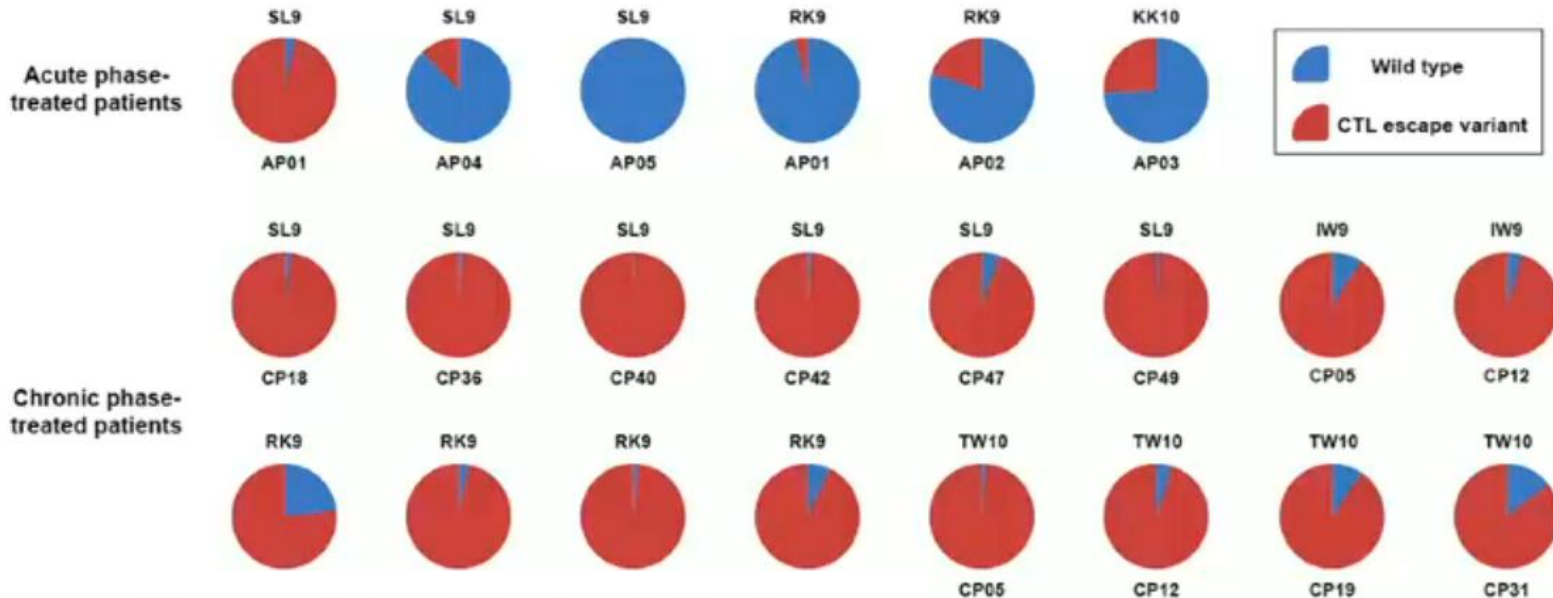 SL9 SL9 SL9 RK9 RK9 KK10
Acute phase-
treated patients
Wild type
CTL escape variant
AP01 AP04 AP05 AP01 AP02 AP03
SL9 SL9 SL9 SL9 SL9 SL9 IW9 IW9
CP18 CP36 CP40 CP42 CP47 CP49 CP05 CP12
Chronic phase-
treated patients
RK9 RK9 RK9 RK9 TW10 TW10 TW10 TW10
CP05 CP12 CP19 CP31